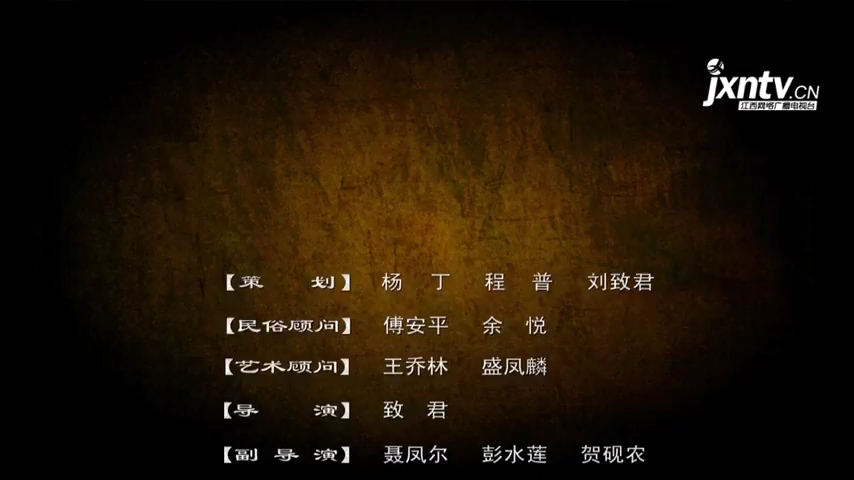 jxntv.CN
江西网络广播电视台
【策 划】 杨 丁 程 普 刘致君
【民俗顾问】 傅安平 余 悦
【艺术顾问】 王乔林 盛凤麟
【导 演】 致 君
【副 导 演】 聂凤尔 彭水莲 贺砚农